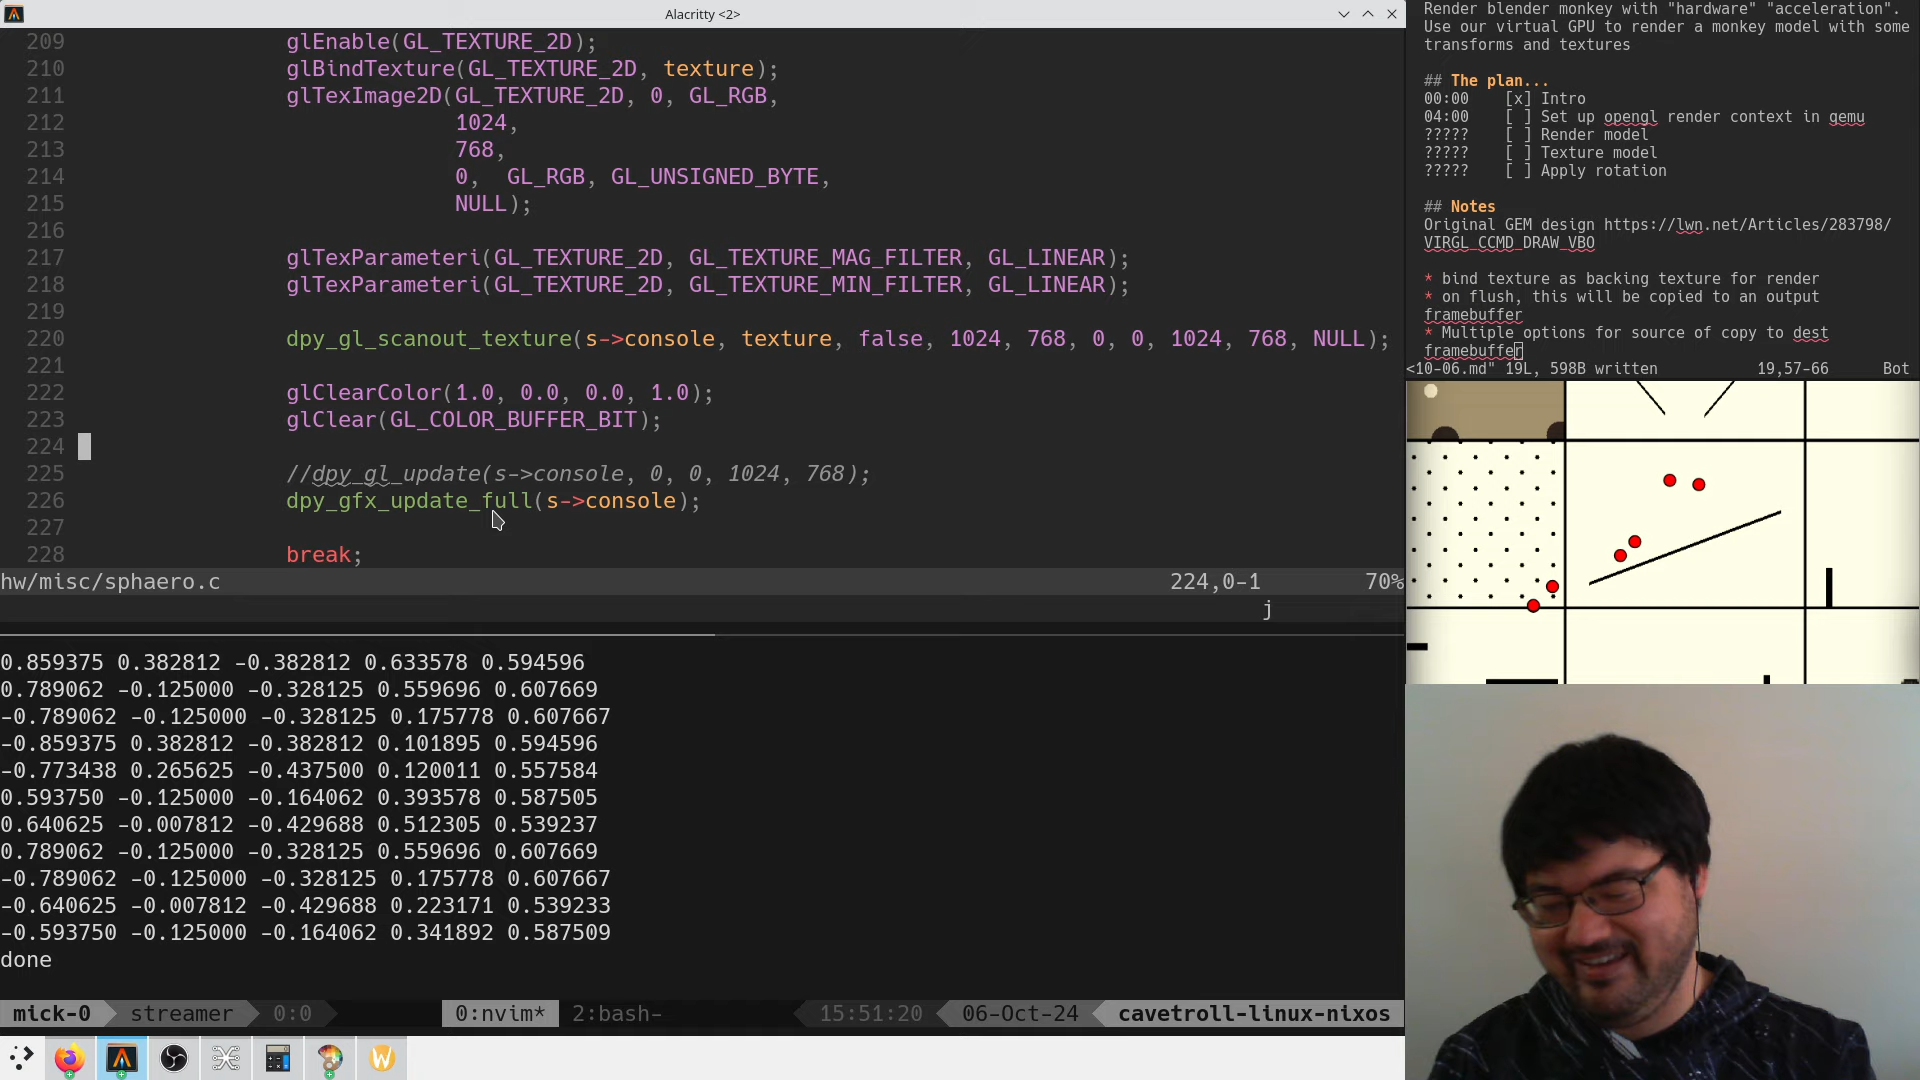 Alacritty <2>
209 glEnable(GL_TEXTURE_2D);
210 glBindTexture(GL_TEXTURE_2D, texture);
211 glTexImage2D(GL_TEXTURE_2D, 0, GL_RGB,
212 1024,
213 768,
214 0,  GL_RGB, GL_UNSIGNED_BYTE,
215 NULL);
216
217 glTexParameteri(GL_TEXTURE_2D, GL_TEXTURE_MAG_FILTER, GL_LINEAR);
218 glTexParameteri(GL_TEXTURE_2D, GL_TEXTURE_MIN_FILTER, GL_LINEAR);
219
220 dpy_gl_scanout_texture(s->console, texture, false, 1024, 768, 0, 0, 1024, 768, NULL);
221
222 glClearColor(1.0, 0.0, 0.0, 1.0);
223 glClear(GL_COLOR_BUFFER_BIT);
224
225 //dpy_gl_update(s->console, 0, 0, 1024, 768);
226 dpy_gfx_update_full(s->console);
227
228 break;
hw/misc/sphaero.c 224,0-1 70%
j
0.859375 0.382812 -0.382812 0.633578 0.594596
0.789062 -0.125000 -0.328125 0.559696 0.607669
-0.789062 -0.125000 -0.328125 0.175778 0.607667
-0.859375 0.382812 -0.382812 0.101895 0.594596
-0.773438 0.265625 -0.437500 0.120011 0.557584
0.593750 -0.125000 -0.164062 0.393578 0.587505
0.640625 -0.007812 -0.429688 0.512305 0.539237
0.789062 -0.125000 -0.328125 0.559696 0.607669
-0.789062 -0.125000 -0.328125 0.175778 0.607667
-0.640625 -0.007812 -0.429688 0.223171 0.539233
-0.593750 -0.125000 -0.164062 0.341892 0.587509
done
mick-0 streamer 0:0 0:nvim* 2:bash- 15:51:20 06-Oct-24 cavetroll-linux-nixos
Render blender monkey with "hardware" "acceleration".
Use our virtual GPU to render a monkey model with some
transforms and textures
## The plan...
00:00 [x] Intro
04:00 [ ] Set up opengl render context in qemu
????? [ ] Render model
????? [ ] Texture model
????? [ ] Apply rotation
## Notes
Original GEM design https://lwn.net/Articles/283798/
VIRGL_CCMD_DRAW_VBO
* bind texture as backing texture for render
* on flush, this will be copied to an output
framebuffer
* Multiple options for source of copy to dest
framebuffer
<10-06.md" 19L, 598B written 19,57-66 Bot
W